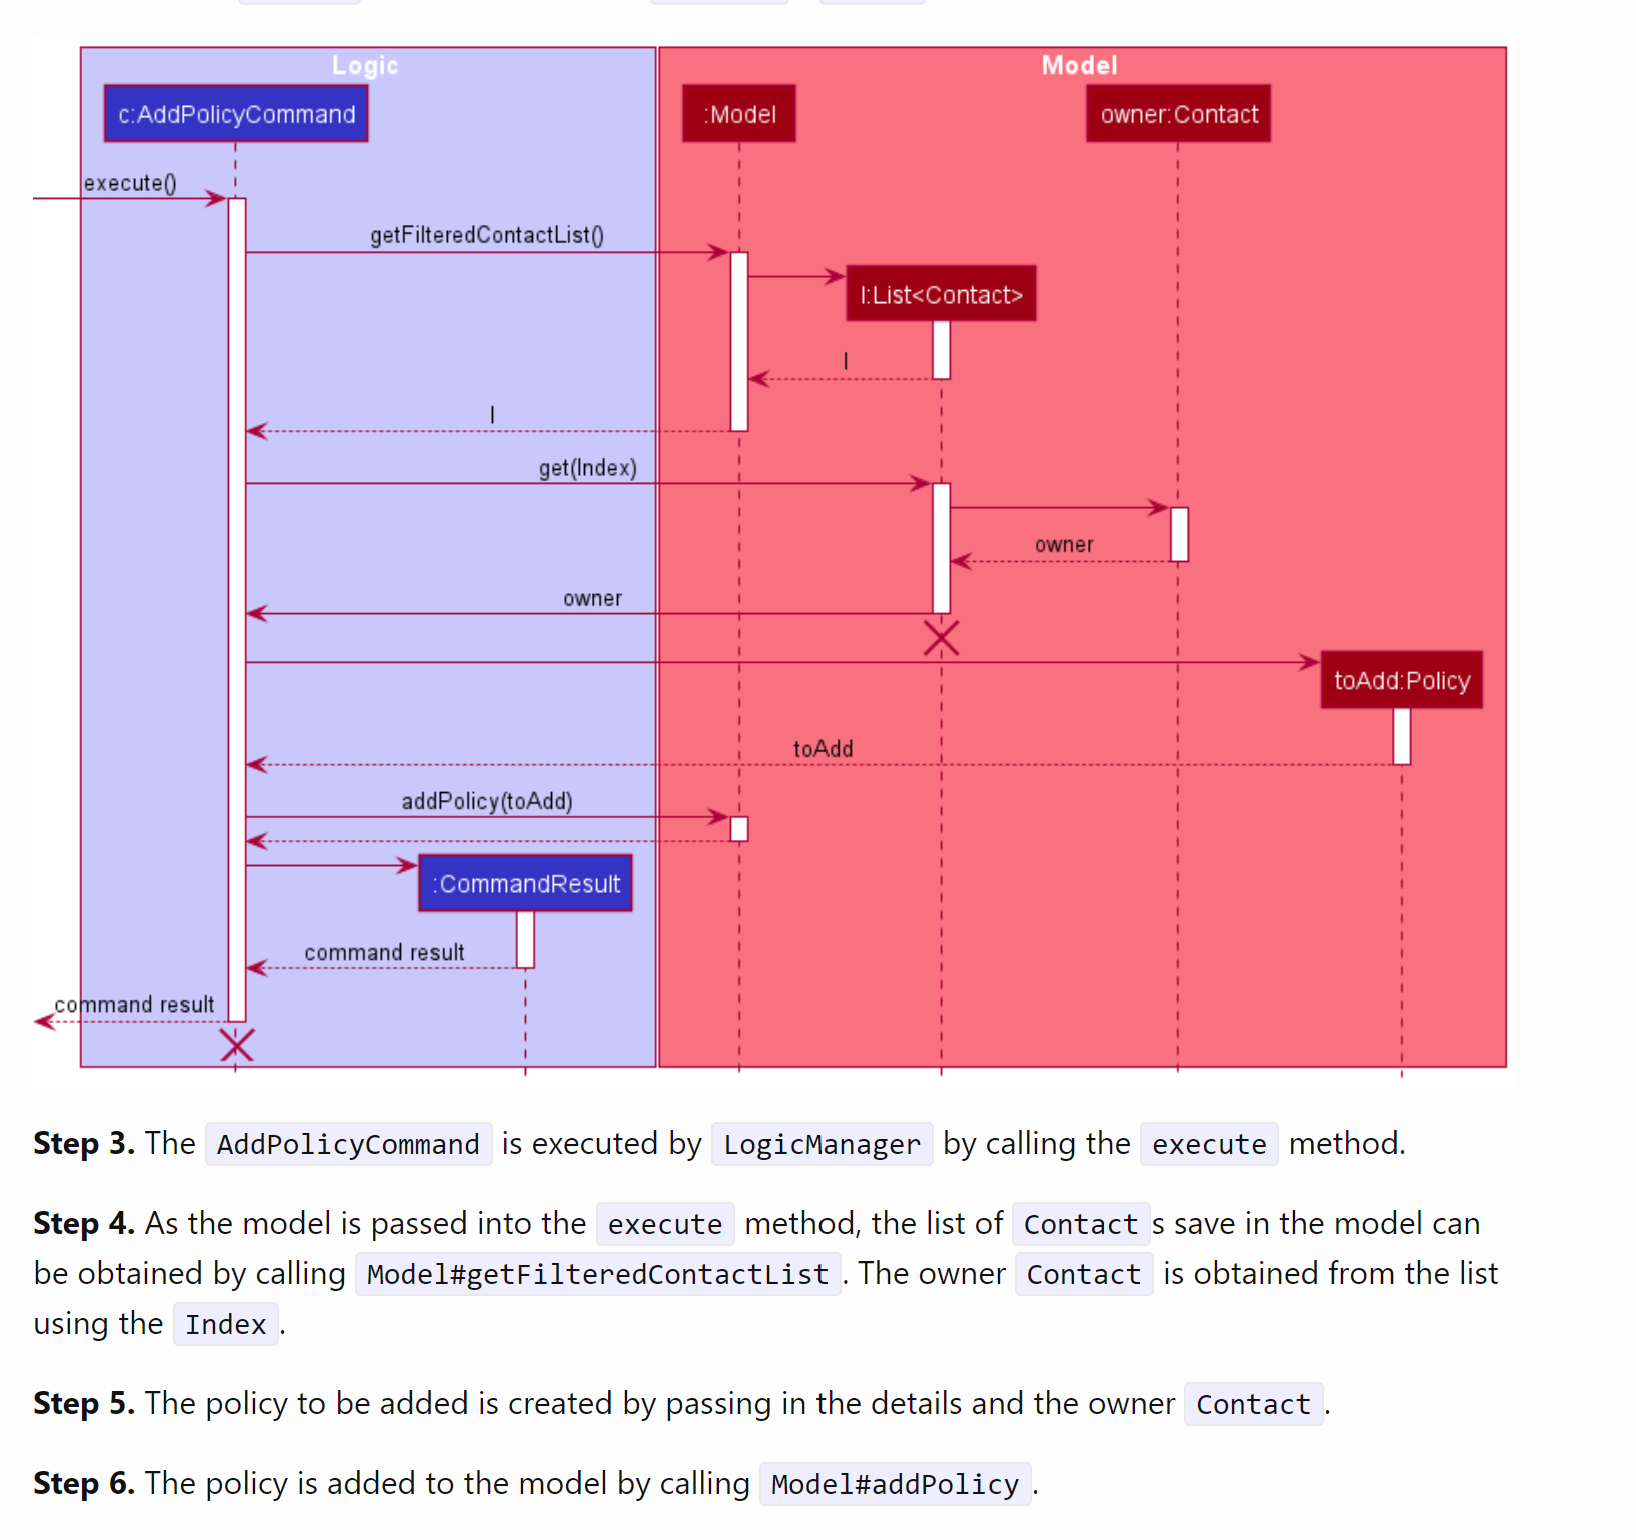 Logic
Model
c:AddPolicyCommand
:Model
owner:Contact
execute()
getFilteredContactList()
l:List<Contact>
l
l
get(Index)
owner
owner
toAdd:Policy
toAdd
addPolicy(toAdd)
:CommandResult
command result
command result
Step 3. The AddPolicyCommand is executed by LogicManager by calling the execute method.
Step 4. As the model is passed into the execute method, the list of Contact s save in the model can
be obtained by calling Model#getFilteredContactList. The owner Contact is obtained from the list
using the Index.
Step 5. The policy to be added is created by passing in the details and the owner Contact.
Step 6. The policy is added to the model by calling Model#addPolicy.